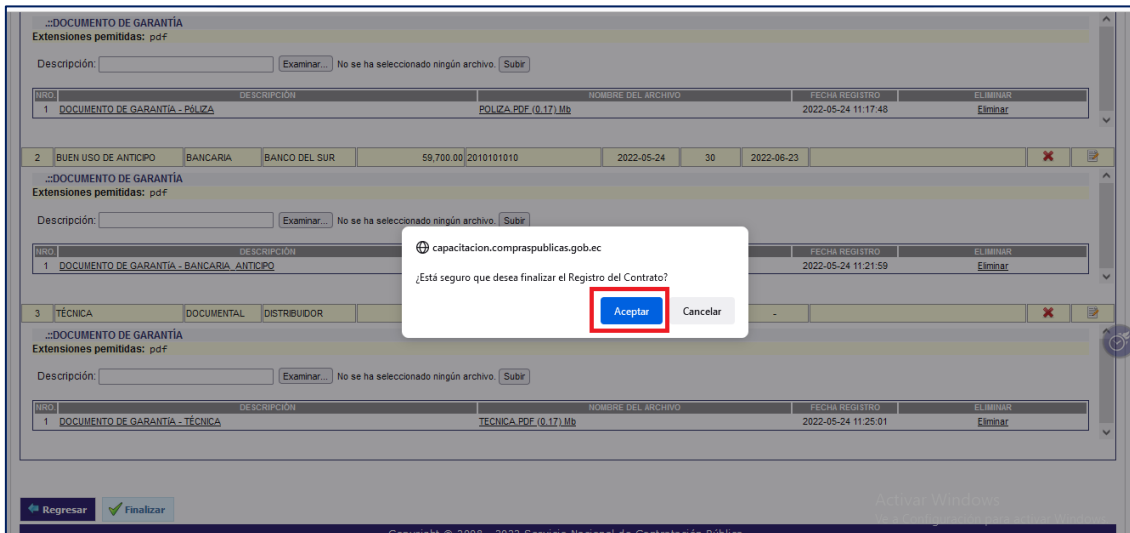 .::DOCUMENTO DE GARANTÍA
Extensiones pemitidas: pdf
Descripción: Examinar... No se ha seleccionado ningún archivo. Subir
NRO. DESCRIPCIÓN NOMBRE DEL ARCHIVO FECHA REGISTRO ELIMINAR
1 DOCUMENTO DE GARANTÍA - PóLIZA POLIZA.PDF (0.17) Mb 2022-05-24 11:17:48 Eliminar
2 BUEN USO DE ANTICIPO BANCARIA BANCO DEL SUR 59,700.00 2010101010 2022-05-24 30 2022-06-23
.::DOCUMENTO DE GARANTÍA
Extensiones pemitidas: pdf
Descripción: Examinar... No se ha seleccionado ningún archivo. Subir
capacitacion.compraspublicas.gob.ec
NRO. DESCRIPCIÓN FECHA REGISTRO ELIMINAR
1 DOCUMENTO DE GARANTÍA - BANCARIA_ANTICIPO 2022-05-24 11:21:59 Eliminar
¿Está seguro que desea finalizar el Registro del Contrato?
Aceptar Cancelar
3 TÉCNICA DOCUMENTAL DISTRIBUIDOR -
.::DOCUMENTO DE GARANTÍA
Extensiones pemitidas: pdf
Descripción: Examinar... No se ha seleccionado ningún archivo. Subir
NRO. DESCRIPCIÓN NOMBRE DEL ARCHIVO FECHA REGISTRO ELIMINAR
1 DOCUMENTO DE GARANTÍA - TÉCNICA TECNICA.PDF (0.17) Mb 2022-05-24 11:25:01 Eliminar
Activar Windows
Regresar Finalizar
Copyright © 2008 - 2022 Servicio Nacional de Contratación Pública